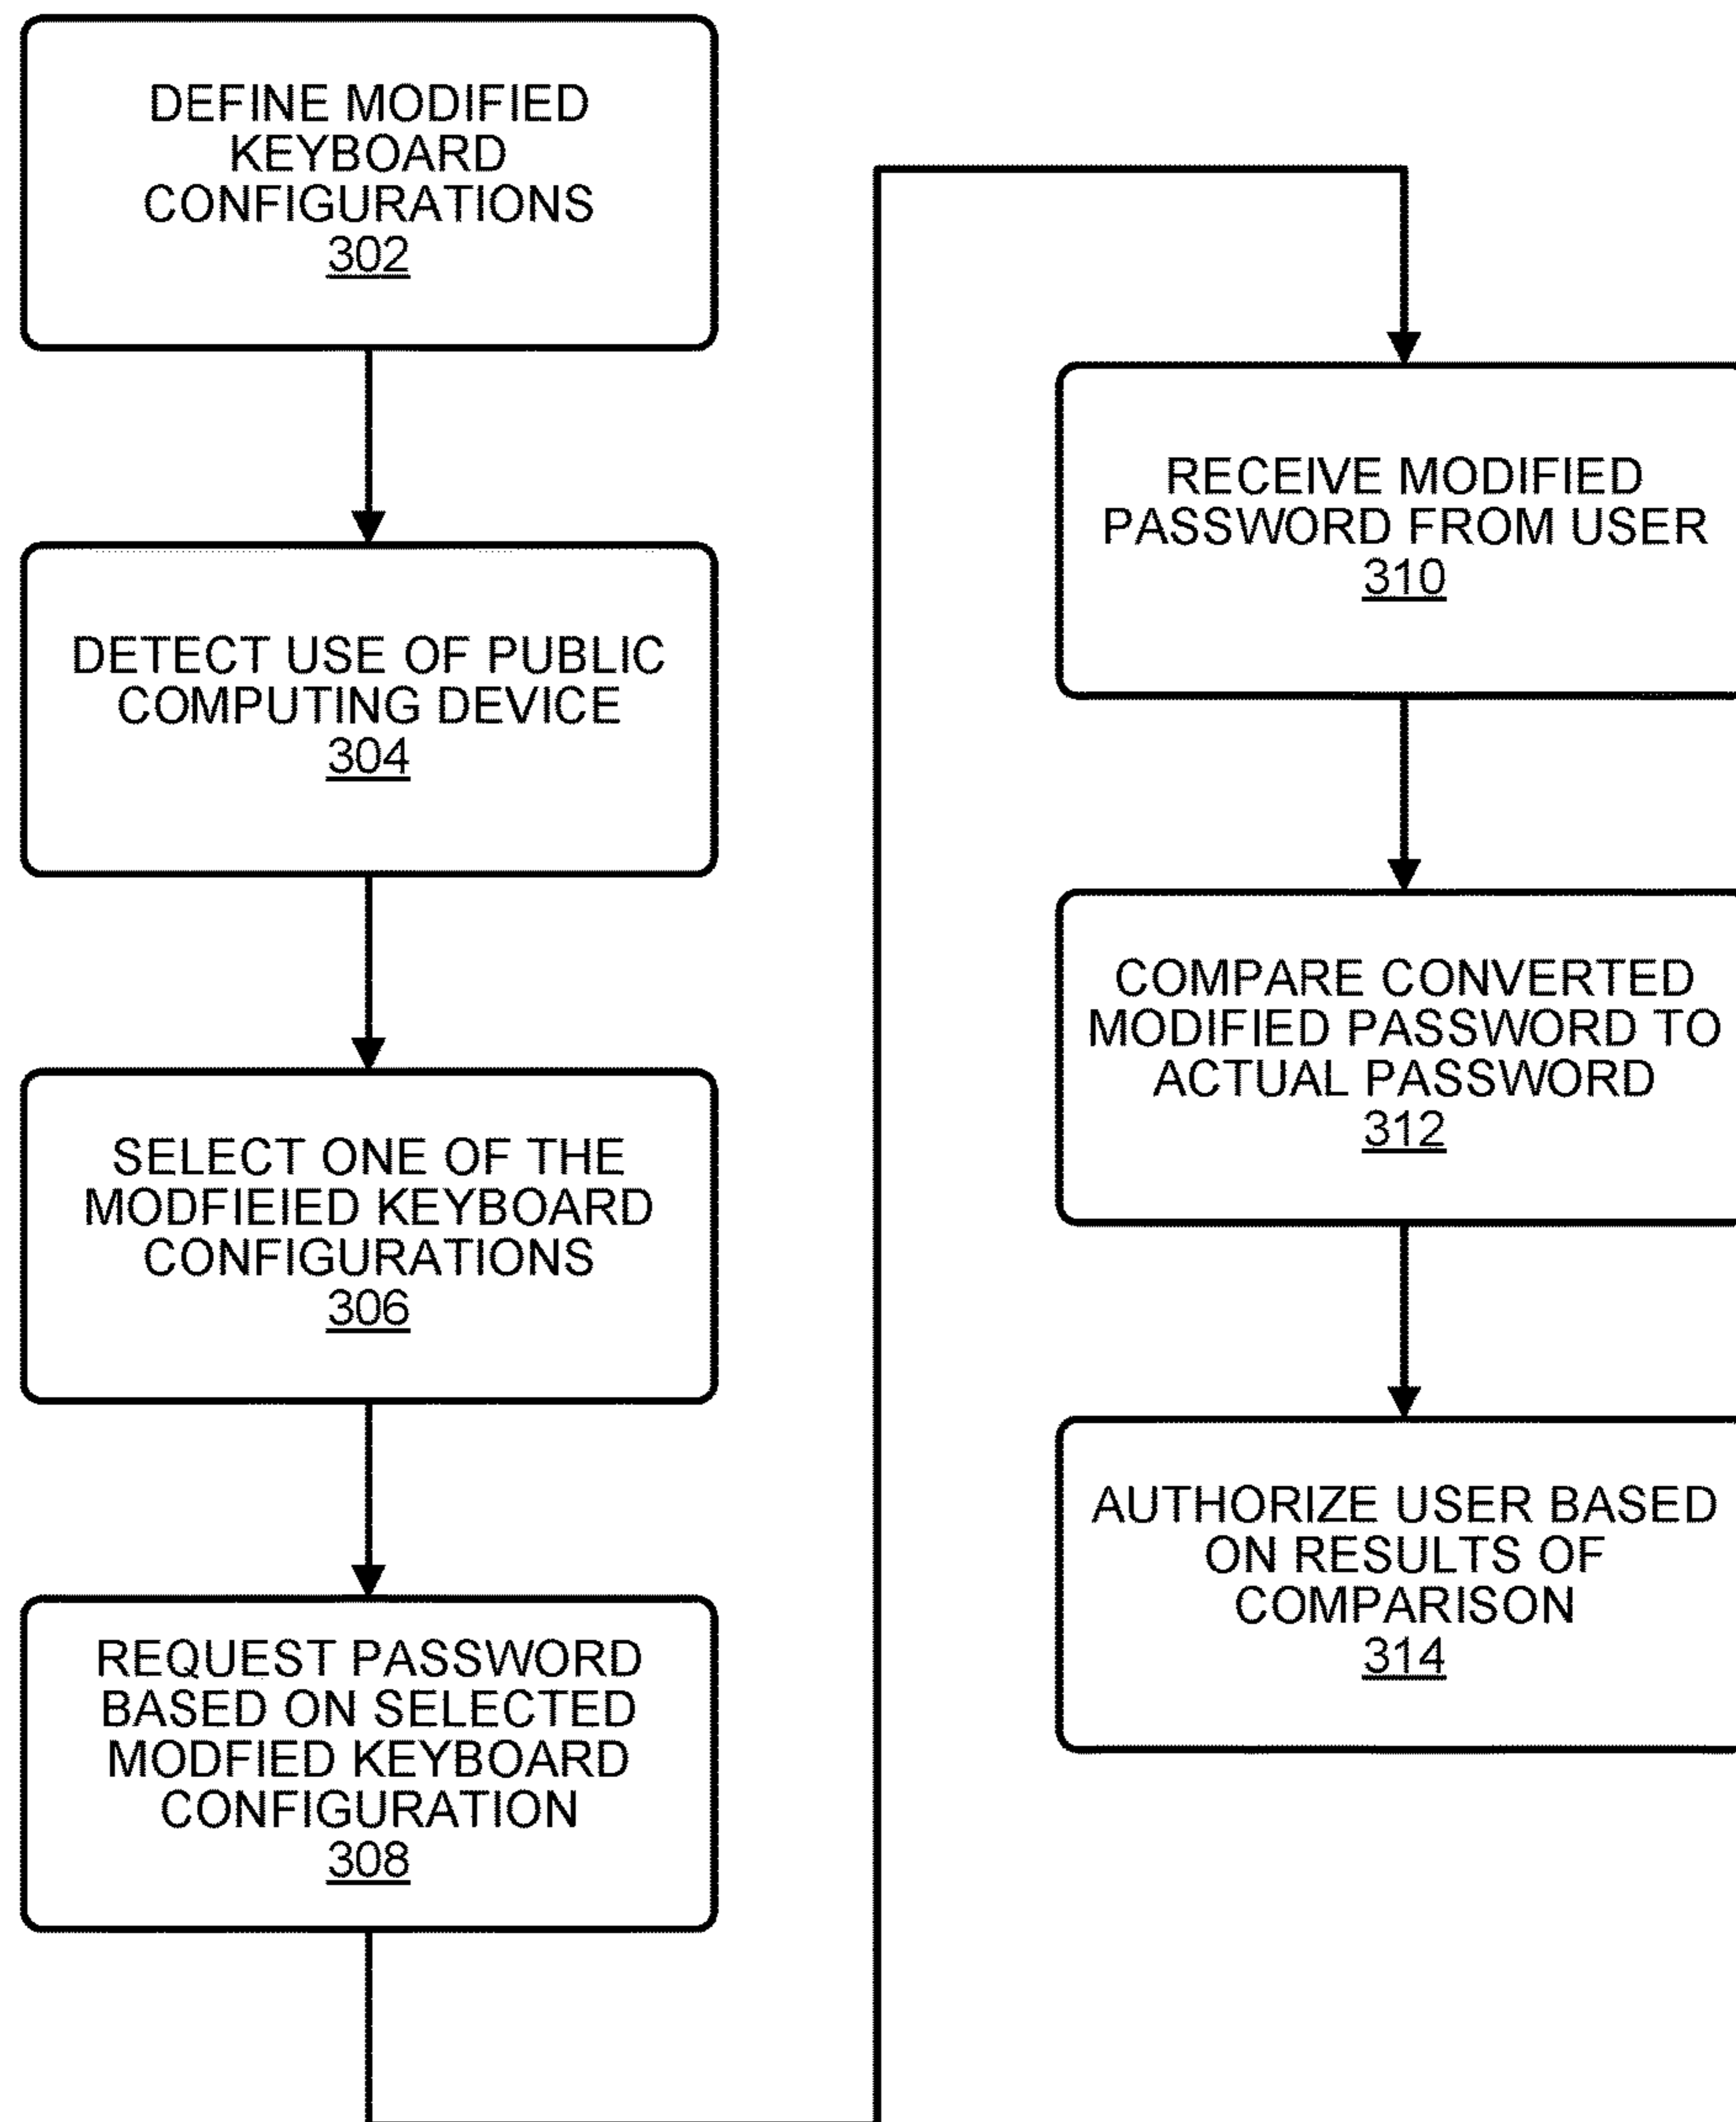 DEFINE MODIFIED
KEYBOARD
CONFIGURATIONS
302
DETECT USE OF PUBLIC
COMPUTING DEVICE
304
SELECT ONE OF THE
MODFIEIED KEYBOARD
CONFIGURATIONS
306
REQUEST PASSWORD
BASED ON SELECTED
MODFIED KEYBOARD
CONFIGURATION
308
RECEIVE MODIFIED
PASSWORD FROM USER
310
COMPARE CONVERTED
MODIFIED PASSWORD TO
ACTUAL PASSWORD
312
AUTHORIZE USER BASED
ON RESULTS OF
COMPARISON
314